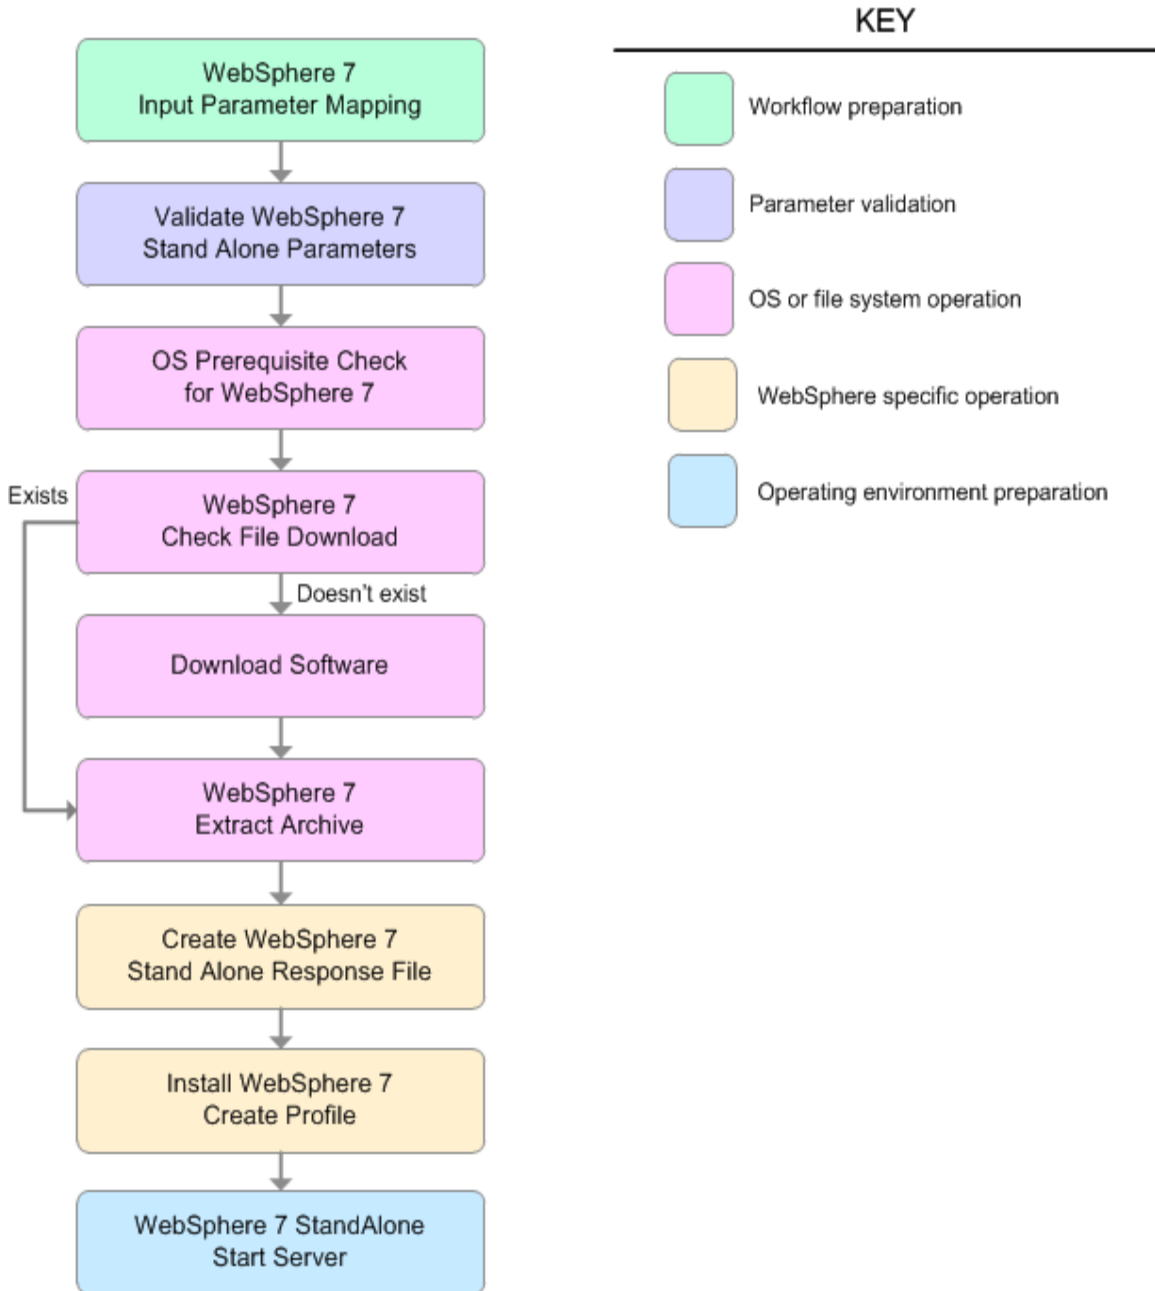 WebSphere 7
Input Parameter Mapping
Validate WebSphere 7
Stand Alone Parameters
OS Prerequisite Check
for WebSphere 7
Exists
WebSphere 7
Check File Download
Doesn't exist
Download Software
WebSphere 7
Extract Archive
Create WebSphere 7
Stand Alone Response File
Install WebSphere 7
Create Profile
WebSphere 7 StandAlone
Start Server
KEY
Workflow preparation
Parameter validation
OS or file system operation
WebSphere specific operation
Operating environment preparation